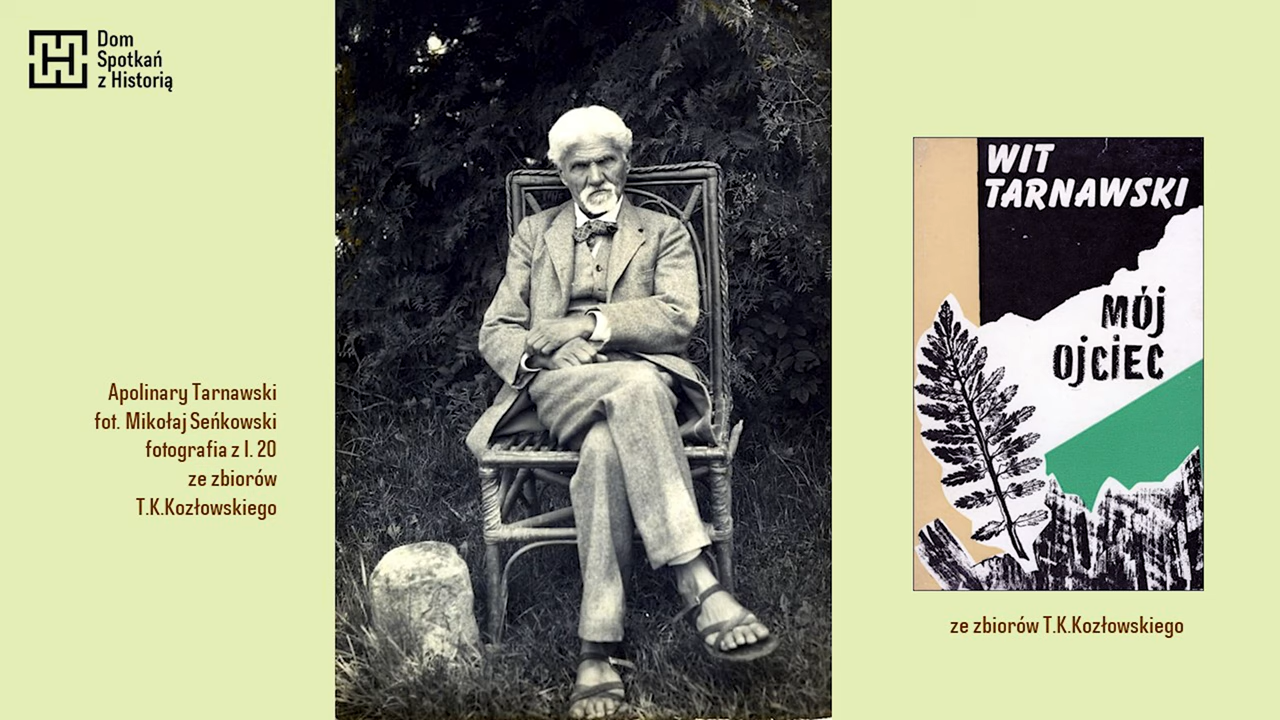 Dom
Spotkań
z Historią
Apolinary Tarnawski
fot. Mikołaj Seńkowski
fotografia z l. 20
ze zbiorów
T.K.Kozłowskiego
WIT
TARNAWSKI
MÓJ
OJCIEC
ze zbiorów T.K.Kozłowskiego